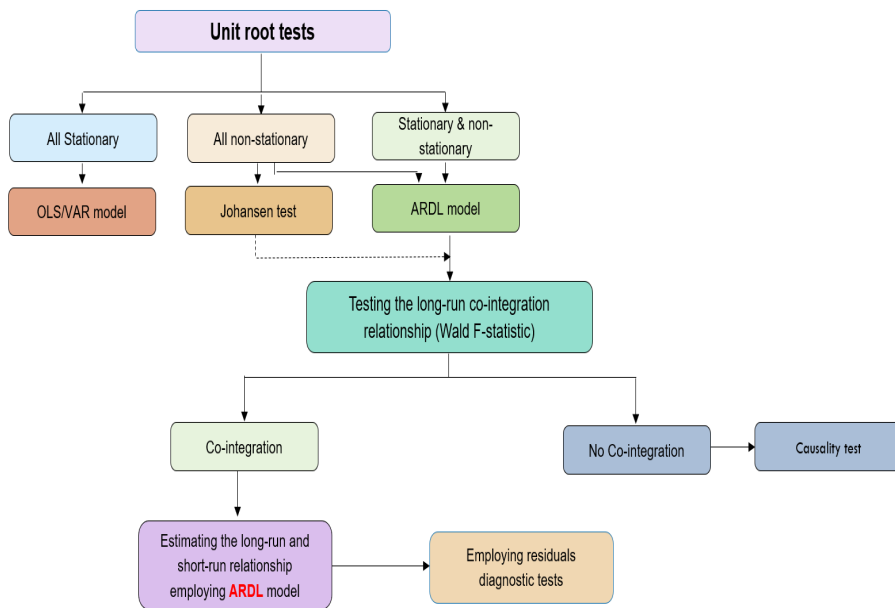 Unit root tests
All Stationary
All non-stationary
Stationary & non-
stationary
OLS/VAR model
Johansen test
ARDL model
Testing the long-run co-integration
relationship (Wald F-statistic)
Co-integration
No Co-integration
Causality test
Estimating the long-run and
short-run relationship
employing ARDL model
Employing residuals
diagnostic tests